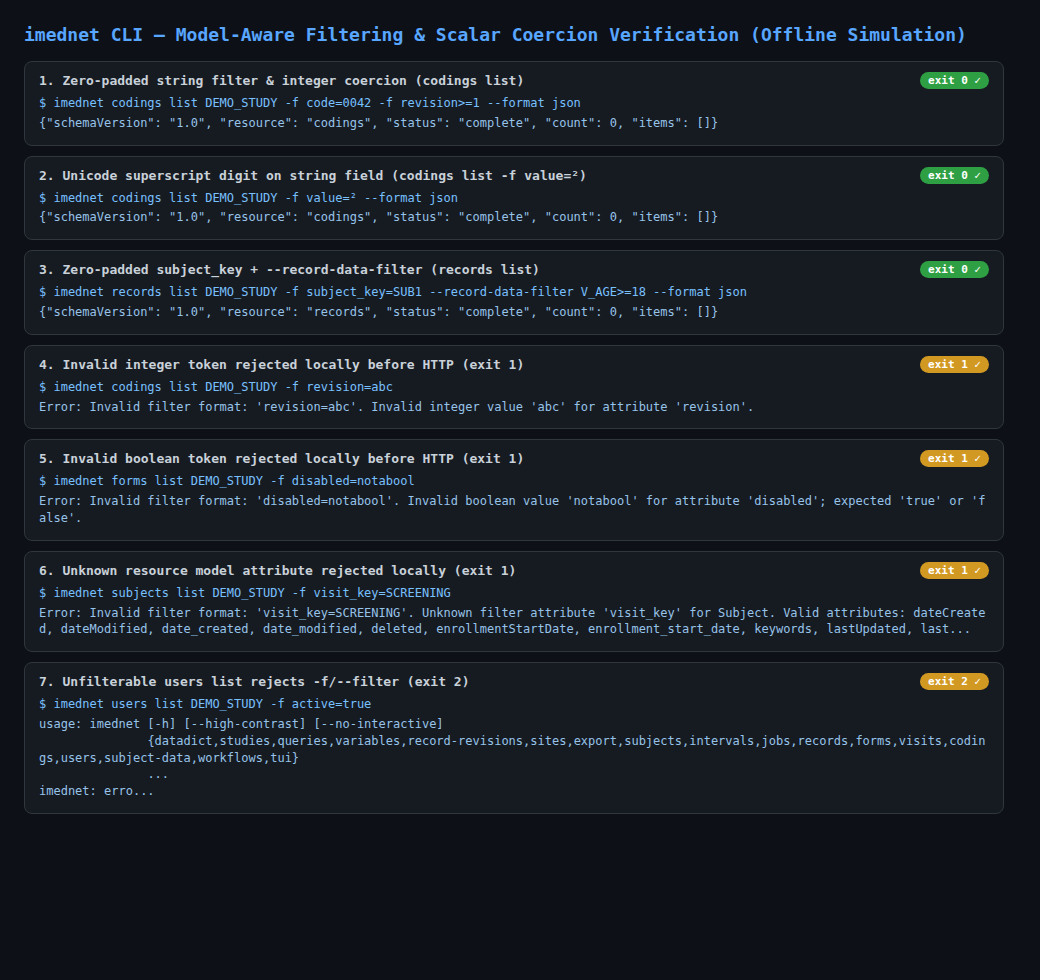 imednet CLI — Model-Aware Filtering & Scalar Coercion Verification (Offline Simulation)
1. Zero-padded string filter & integer coercion (codings list)
exit 0 ✓
$ imednet codings list DEMO_STUDY -f code=0042 -f revision>=1 --format json
{"schemaVersion": "1.0", "resource": "codings", "status": "complete", "count": 0, "items": []}
2. Unicode superscript digit on string field (codings list -f value=²)
exit 0 ✓
$ imednet codings list DEMO_STUDY -f value=² --format json
{"schemaVersion": "1.0", "resource": "codings", "status": "complete", "count": 0, "items": []}
3. Zero-padded subject_key + --record-data-filter (records list)
exit 0 ✓
$ imednet records list DEMO_STUDY -f subject_key=SUB1 --record-data-filter V_AGE>=18 --format json
{"schemaVersion": "1.0", "resource": "records", "status": "complete", "count": 0, "items": []}
4. Invalid integer token rejected locally before HTTP (exit 1)
exit 1 ✓
$ imednet codings list DEMO_STUDY -f revision=abc
Error: Invalid filter format: 'revision=abc'. Invalid integer value 'abc' for attribute 'revision'.
5. Invalid boolean token rejected locally before HTTP (exit 1)
exit 1 ✓
$ imednet forms list DEMO_STUDY -f disabled=notabool
Error: Invalid filter format: 'disabled=notabool'. Invalid boolean value 'notabool' for attribute 'disabled'; expected 'true' or 'f
alse'.
6. Unknown resource model attribute rejected locally (exit 1)
exit 1 ✓
$ imednet subjects list DEMO_STUDY -f visit_key=SCREENING
Error: Invalid filter format: 'visit_key=SCREENING'. Unknown filter attribute 'visit_key' for Subject. Valid attributes: dateCreate
d, dateModified, date_created, date_modified, deleted, enrollmentStartDate, enrollment_start_date, keywords, lastUpdated, last...
7. Unfilterable users list rejects -f/--filter (exit 2)
exit 2 ✓
$ imednet users list DEMO_STUDY -f active=true
usage: imednet [-h] [--high-contrast] [--no-interactive]
{datadict,studies,queries,variables,record-revisions,sites,export,subjects,intervals,jobs,records,forms,visits,codin
gs,users,subject-data,workflows,tui}
...
imednet: erro...